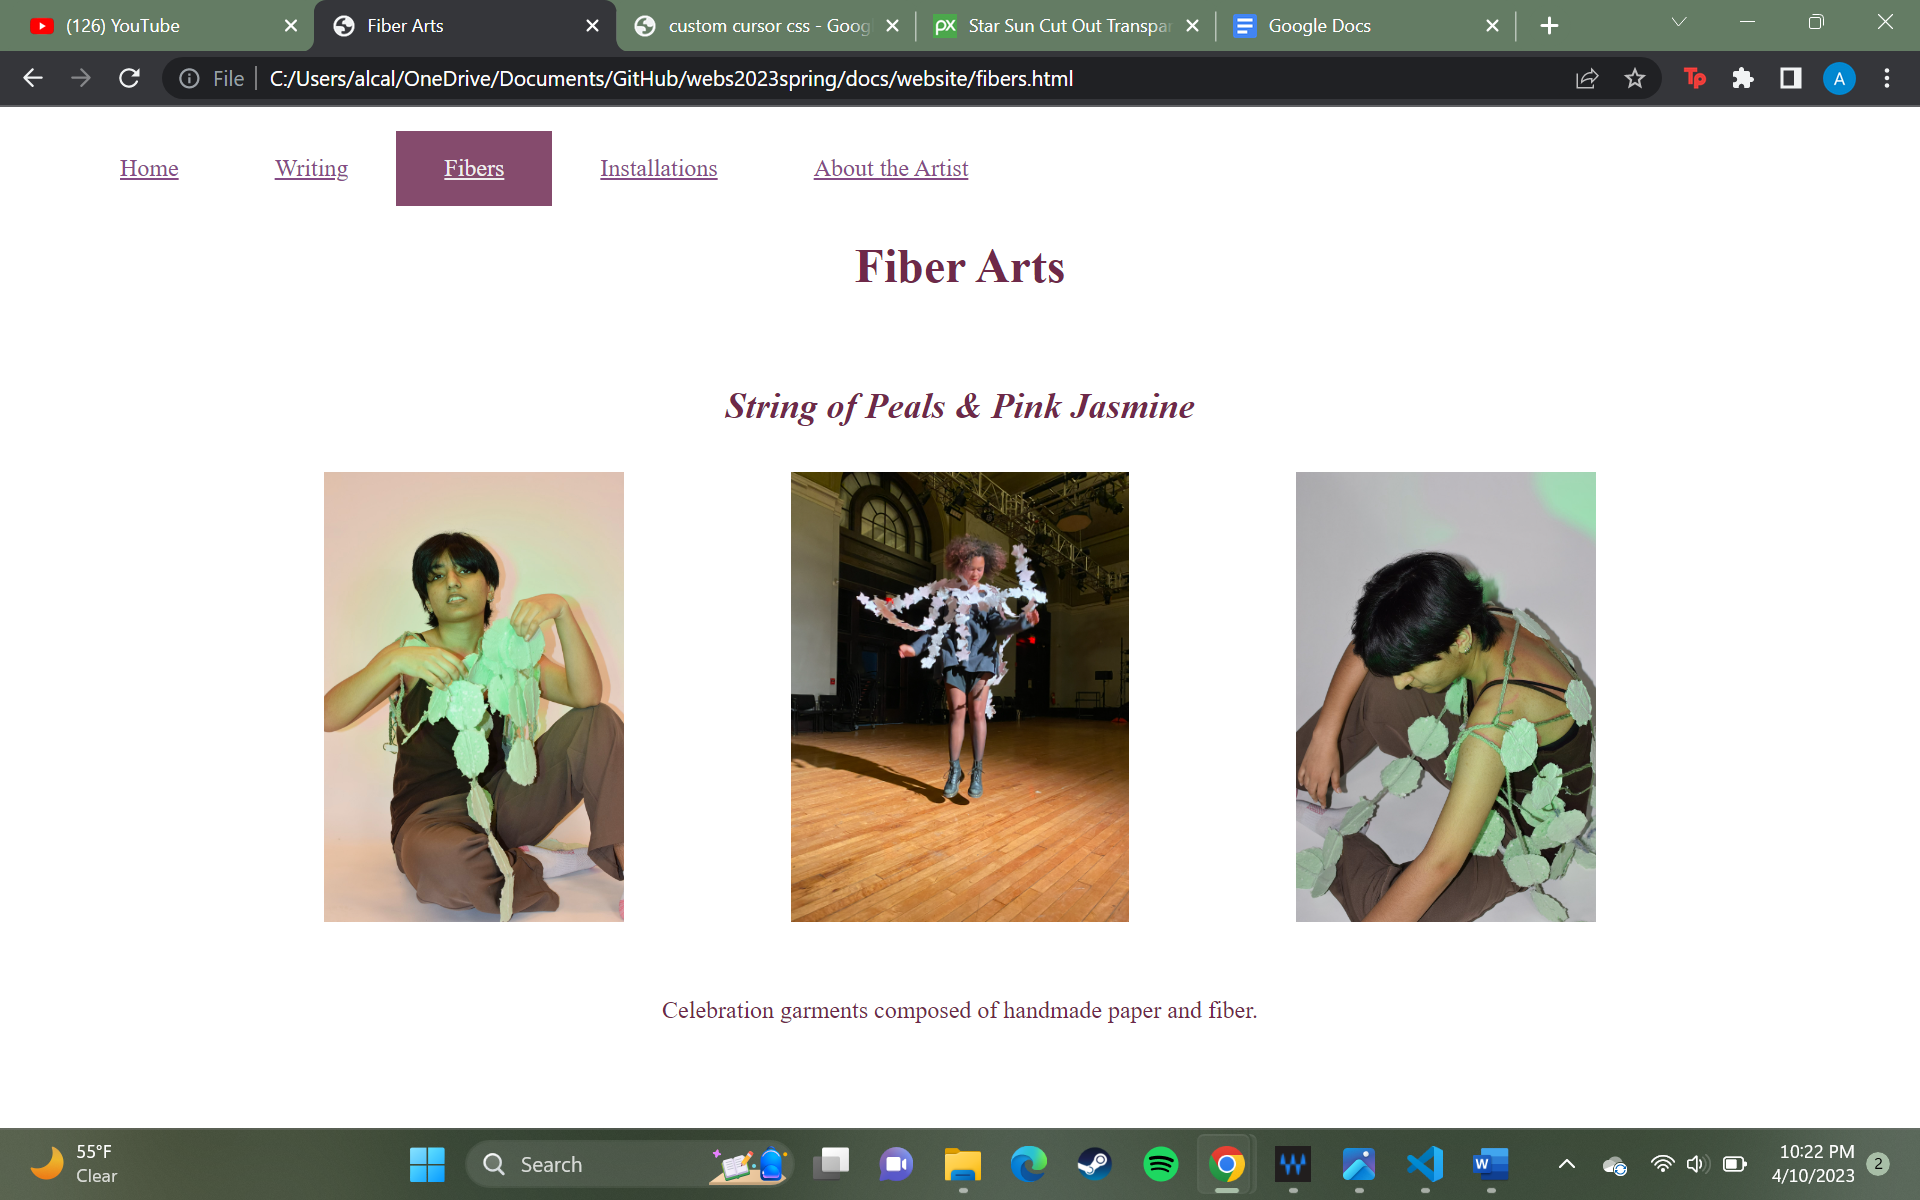 (126) YouTube
Fiber Arts
custom cursor css - Goog
Star Sun Cut Out Transpar
Google Docs
File
C:/Users/alcal/OneDrive/Documents/GitHub/webs2023spring/docs/website/fibers.html
Tp
A
Home
Writing
Fibers
Installations
About the Artist
Fiber Arts
String of Peals & Pink Jasmine
Celebration garments composed of handmade paper and fiber.
55°F
Clear
Search
10:22 PM
4/10/2023
2